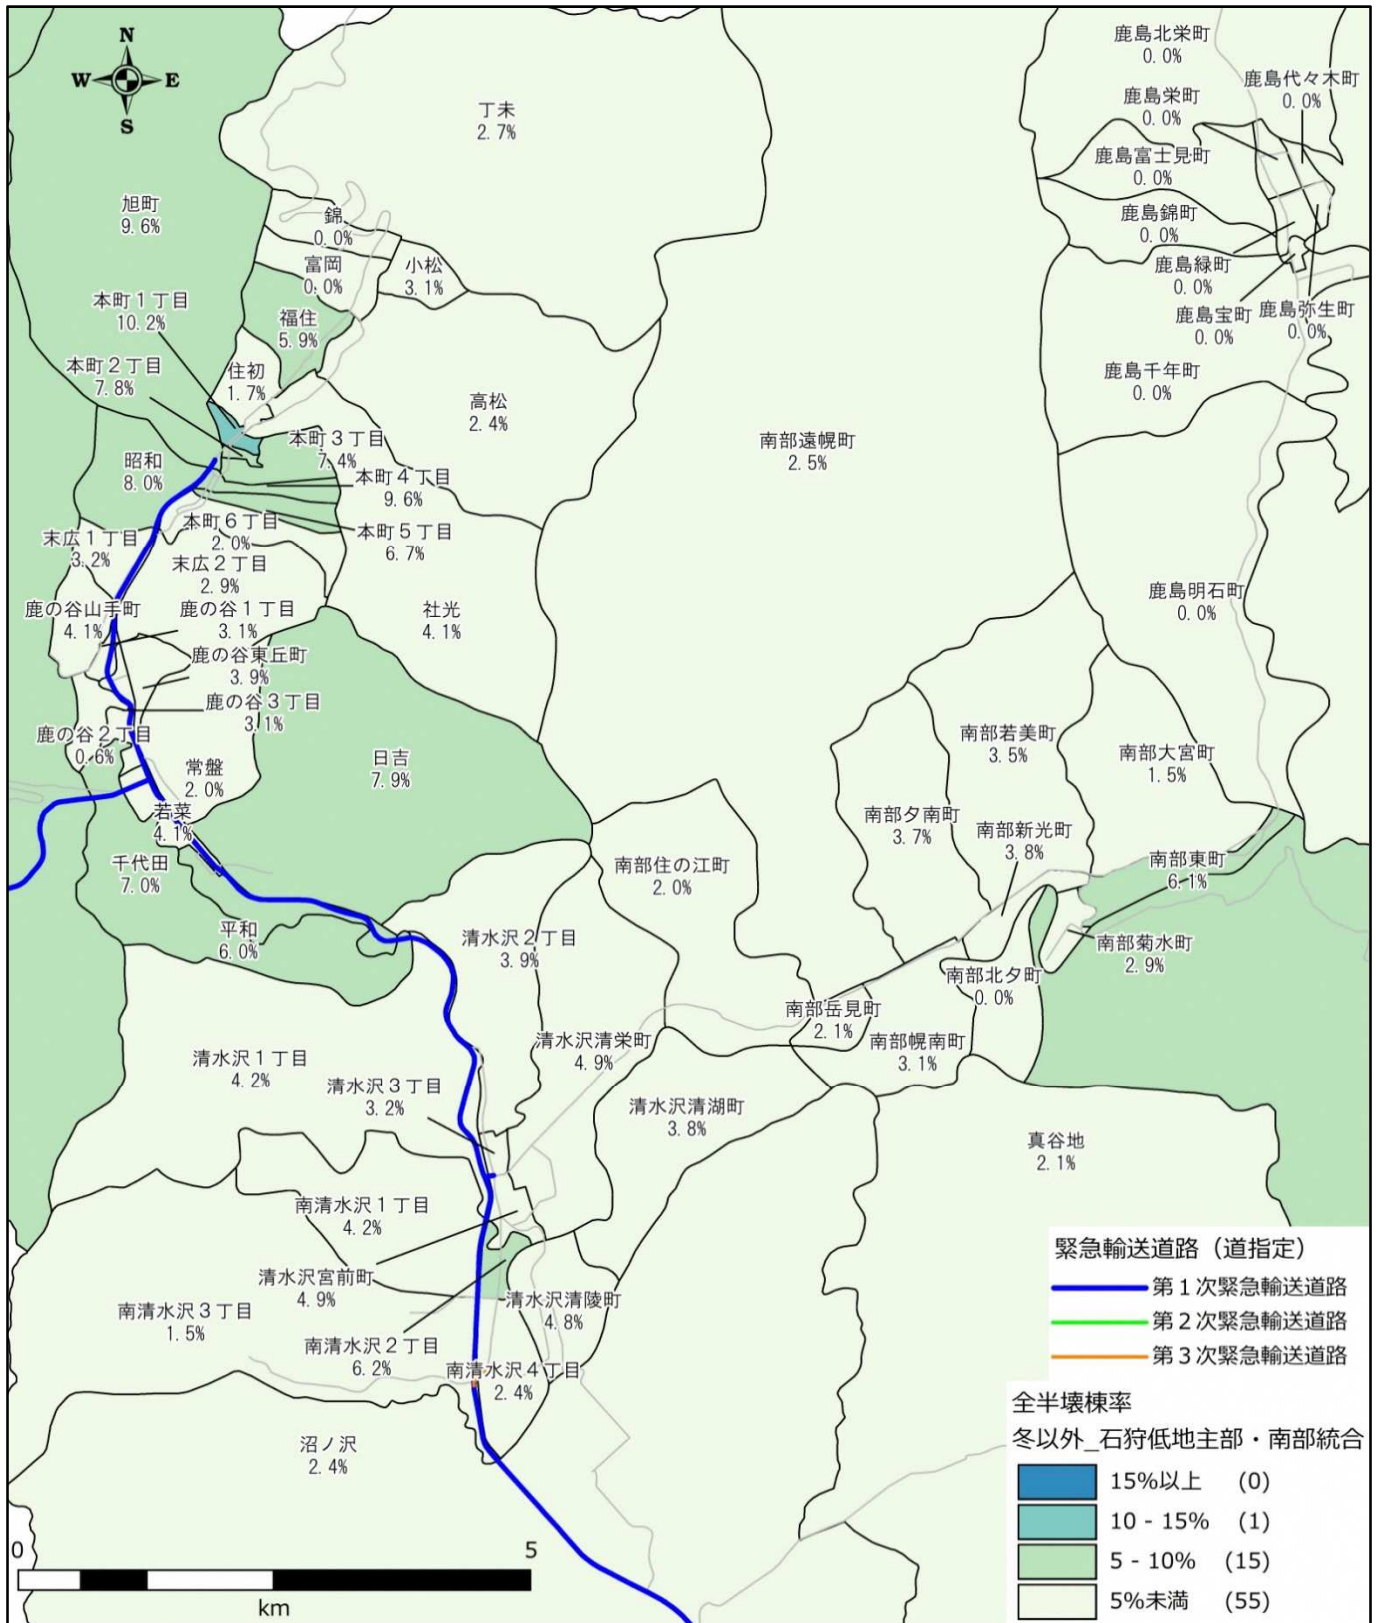 N
W
E
S
鹿島北栄町
0.0%
鹿島代々木町
0.0%
鹿島栄町
0.0%
丁未
2.7%
鹿島富士見町
0.0%
旭町
9.6%
錦
0.0%
鹿島錦町
0.0%
富岡
0.0%
小松
3.1%
鹿島緑町
0.0%
本町1丁目
10.2%
福住
5.9%
鹿島宝町
0.0%
鹿島弥生町
0.0%
本町2丁目
7.8%
住初
1.7%
鹿島千年町
0.0%
高松
2.4%
本町3丁目
7.4%
南部遠幌町
2.5%
昭和
8.0%
本町4丁目
9.6%
本町6丁目
2.0%
本町5丁目
6.7%
末広1丁目
3.2%
末広2丁目
2.9%
鹿島明石町
0.0%
鹿の谷山手町
4.1%
鹿の谷1丁目
3.1%
社光
4.1%
鹿の谷東丘町
3.9%
鹿の谷3丁目
3.1%
鹿の谷2丁目
0.6%
南部若美町
3.5%
南部大宮町
1.5%
日吉
7.9%
常盤
2.0%
若菜
4.1%
南部夕南町
3.7%
南部新光町
3.8%
千代田
7.0%
南部住の江町
2.0%
南部東町
6.1%
平和
6.0%
清水沢2丁目
3.9%
南部菊水町
2.9%
南部北夕町
0.0%
南部岳見町
2.1%
清水沢1丁目
4.2%
清水沢清栄町
4.9%
南部幌南町
3.1%
清水沢3丁目
3.2%
清水沢清湖町
3.8%
真谷地
2.1%
南清水沢1丁目
4.2%
清水沢宮前町
4.9%
南清水沢3丁目
1.5%
清水沢清陵町
4.8%
南清水沢2丁目
6.2%
南清水沢4丁目
2.4%
沼ノ沢
2.4%
緊急輸送道路（道指定）
第1次緊急輸送道路
第2次緊急輸送道路
第3次緊急輸送道路
全半壊棟率
冬以外_石狩低地主部・南部統合
15%以上 (0)
10 - 15% (1)
5 - 10% (15)
5%未満 (55)
0 5
km